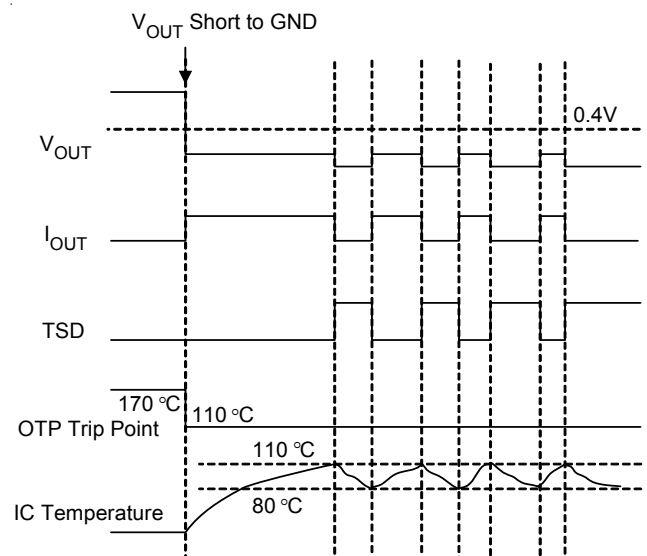 V_OUT Short to GND
0.4V
V_OUT
I_OUT
TSD
170 °C
110 °C
OTP Trip Point
110 °C
80 °C
IC Temperature